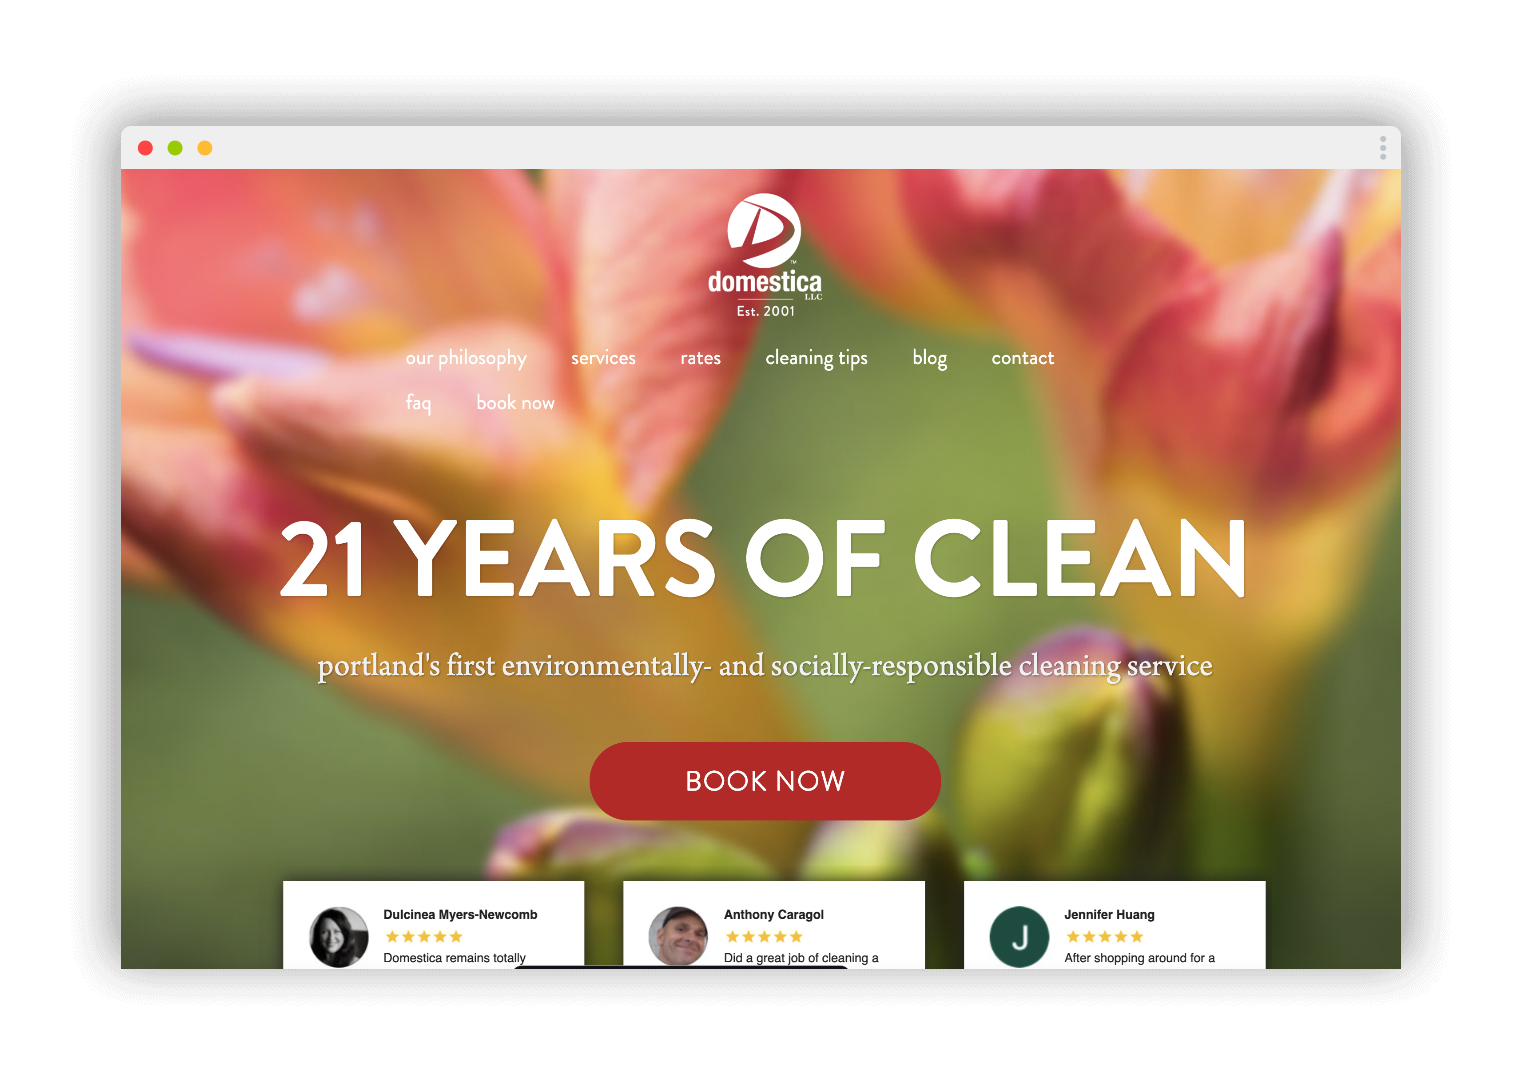 D
™
domestica
LLC
Est. 2001
our philosophy services rates cleaning tips blog contact
faq book now
21 YEARS OF CLEAN
portland's first environmentally- and socially-responsible cleaning service
BOOK NOW
Dulcinea Myers-Newcomb
Domestica remains totally
Anthony Caragol
Did a great job of cleaning a
J
Jennifer Huang
After shopping around for a